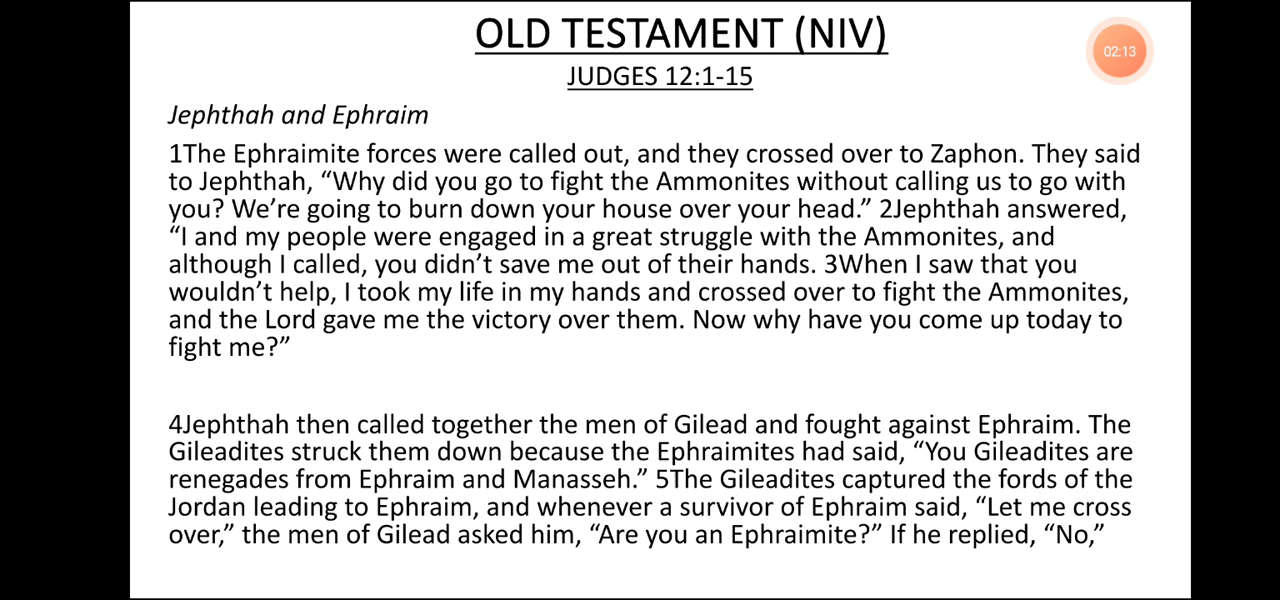 OLD TESTAMENT (NIV)
02:13
JUDGES 12:1-15
Jephthah and Ephraim
1The Ephraimite forces were called out, and they crossed over to Zaphon. They said
to Jephthah, “Why did you go to fight the Ammonites without calling us to go with
you? We’re going to burn down your house over your head.” 2Jephthah answered,
“I and my people were engaged in a great struggle with the Ammonites, and
although I called, you didn’t save me out of their hands. 3When I saw that you
wouldn’t help, I took my life in my hands and crossed over to fight the Ammonites,
and the Lord gave me the victory over them. Now why have you come up today to
fight me?”
4Jephthah then called together the men of Gilead and fought against Ephraim. The
Gileadites struck them down because the Ephraimites had said, “You Gileadites are
renegades from Ephraim and Manasseh.” 5The Gileadites captured the fords of the
Jordan leading to Ephraim, and whenever a survivor of Ephraim said, “Let me cross
over,” the men of Gilead asked him, “Are you an Ephraimite?” If he replied, “No,”